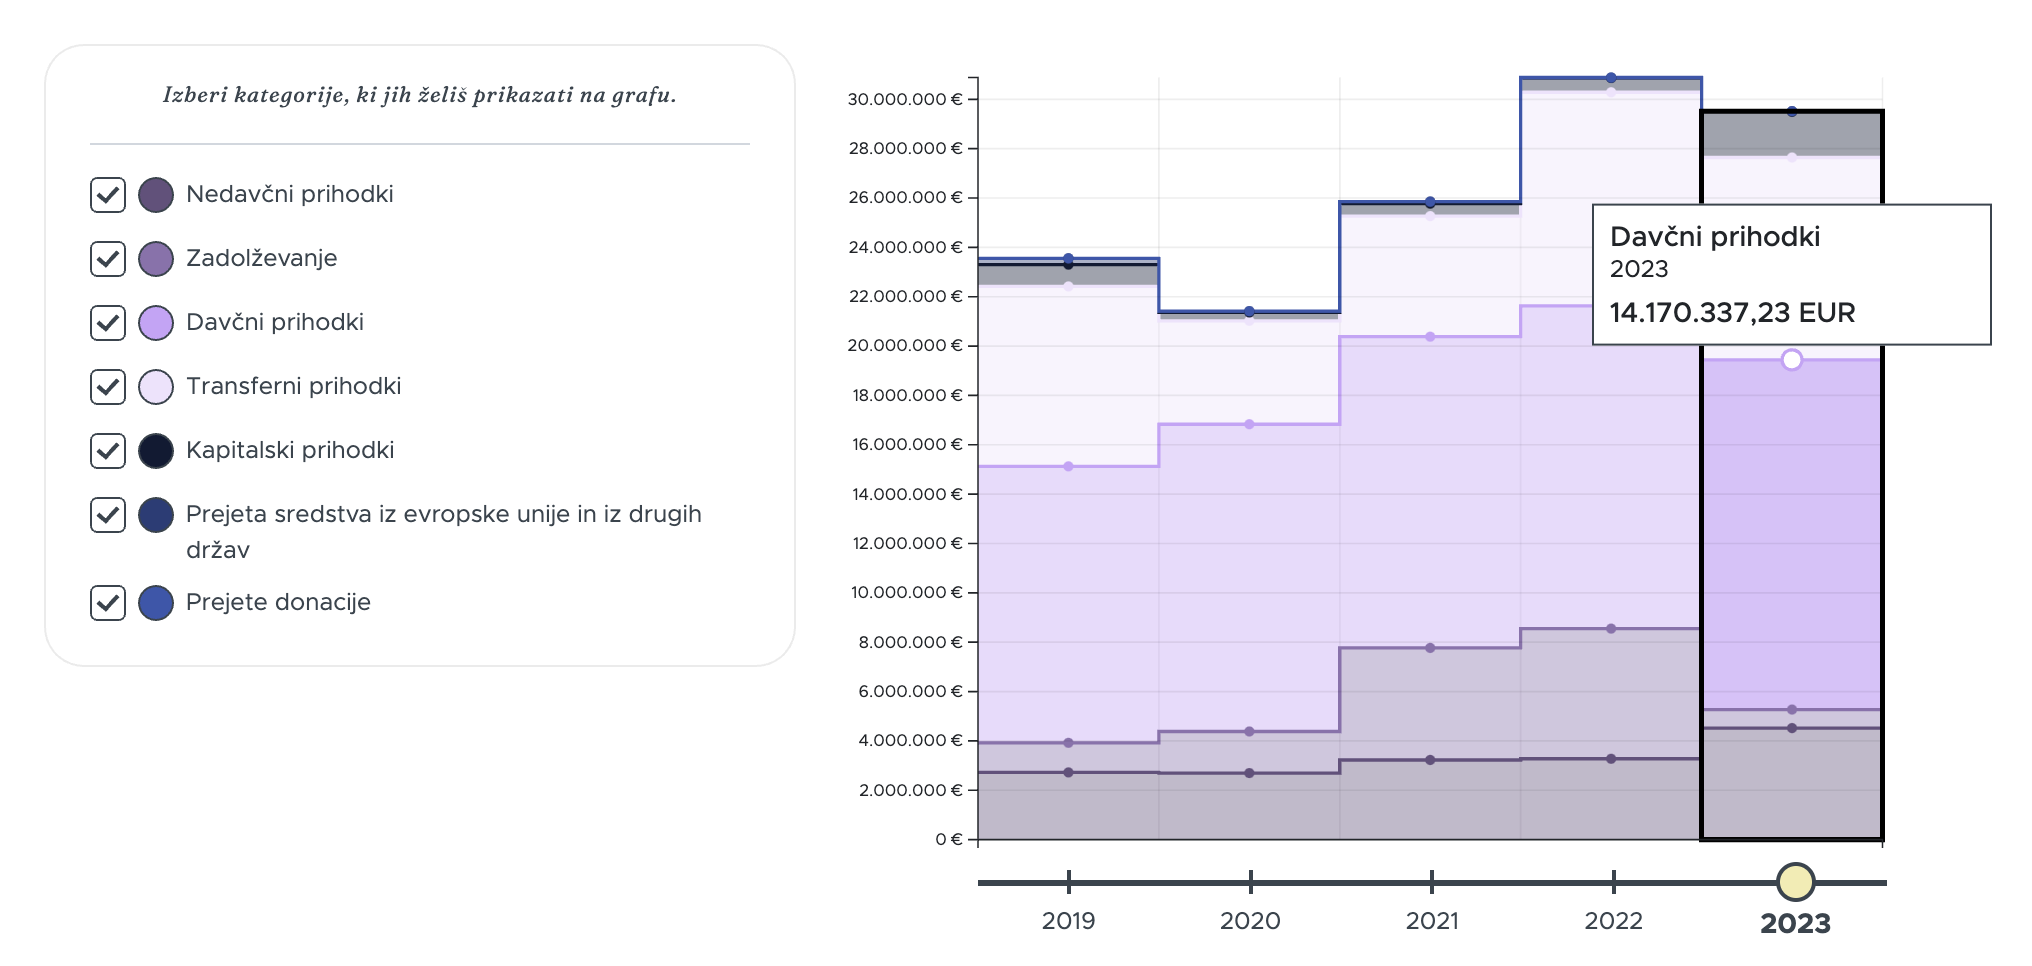 Izberi kategorije, ki jih želiš prikazati na grafu.
Nedavčni prihodki
Zadolževanje
Davčni prihodki
Transferni prihodki
Kapitalski prihodki
Prejeta sredstva iz evropske unije in iz drugih
držav
Prejete donacije
30.000.000 €
28.000.000 €
26.000.000 €
24.000.000 €
22.000.000 €
20.000.000 €
18.000.000 €
16.000.000 €
14.000.000 €
12.000.000 €
10.000.000 €
8.000.000 €
6.000.000 €
4.000.000 €
2.000.000 €
0 €
Davčni prihodki
2023
14.170.337,23 EUR
2019
2020
2021
2022
2023